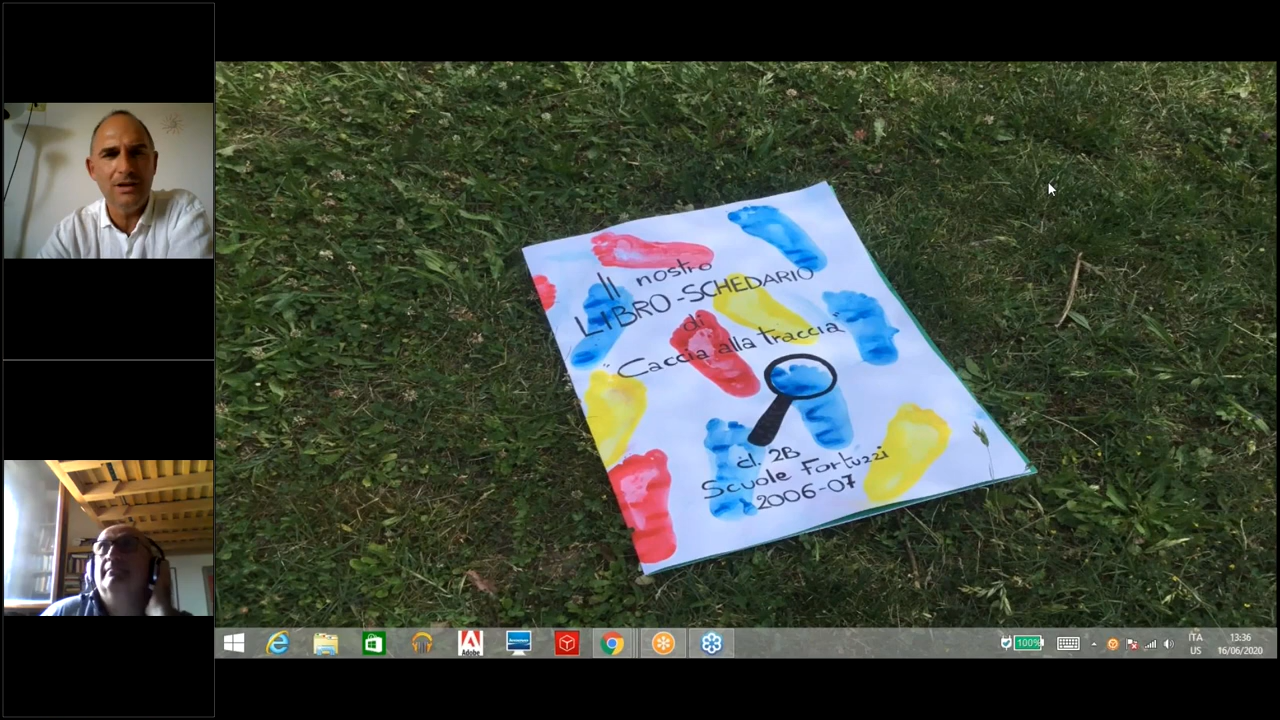 Il nostro
LIBRO-SCHEDARIO
di
"Caccia alla traccia"
cl. 2B
Scuole Fortuzzi
2006-07
Adobe
100%
ITA
US
13:36
16/06/2020